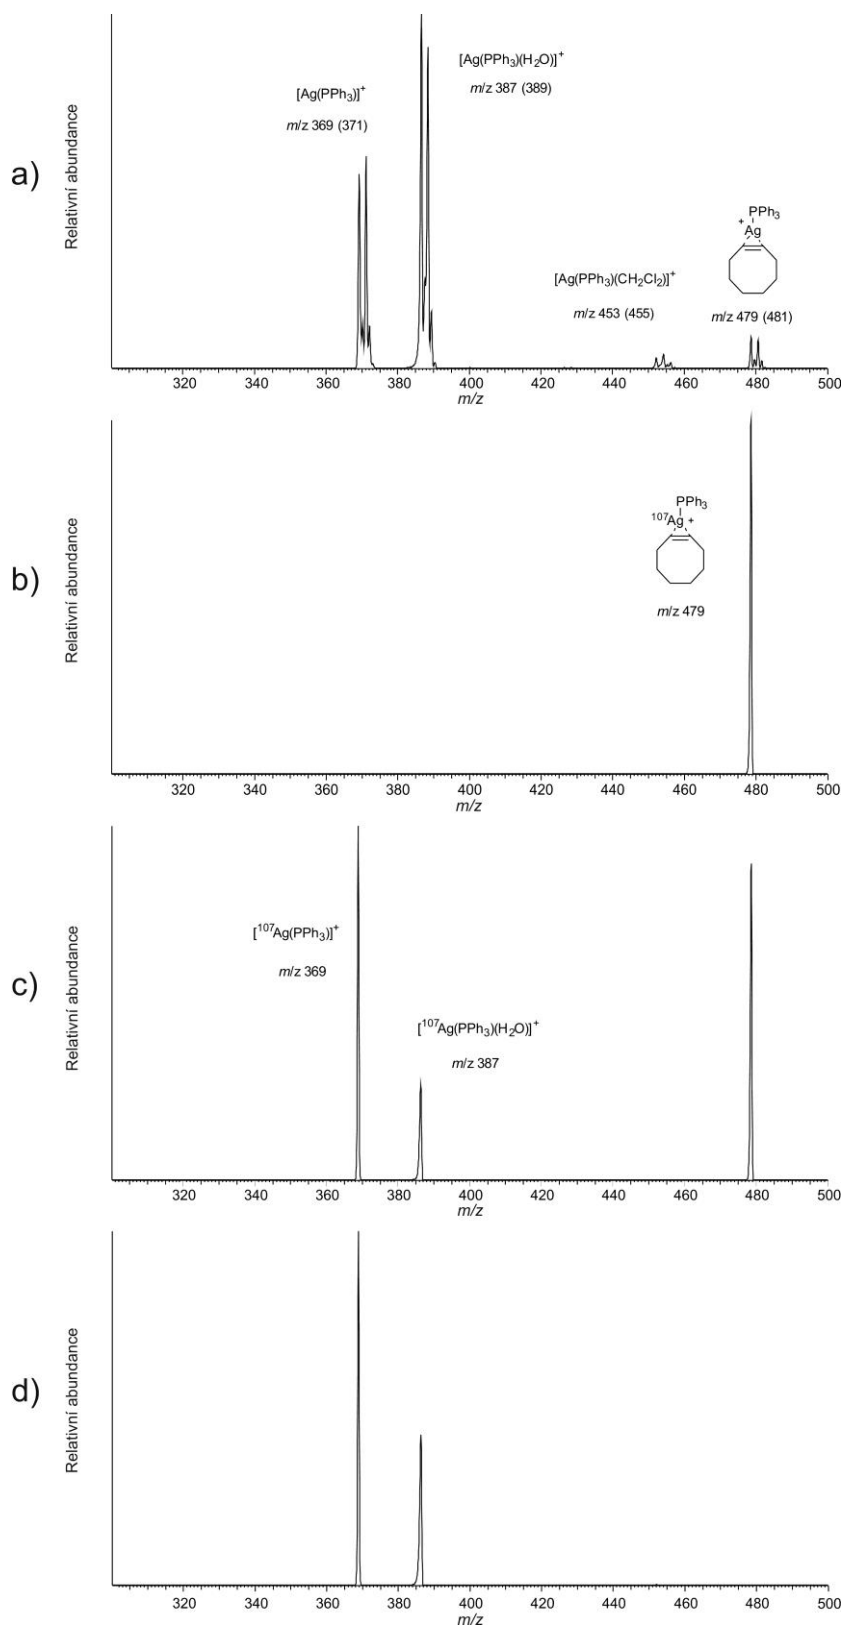 a)
Relativní abundance
[Ag(PPh₃)]⁺
m/z 369 (371)
[Ag(PPh₃)(H₂O)]⁺
m/z 387 (389)
[Ag(PPh₃)(CH₂Cl₂)]⁺
m/z 453 (455)
PPh₃
+
Ag
m/z 479 (481)
320 340 360 380 400 420 440 460 480 500
m/z
b)
Relativní abundance
PPh₃
¹⁰⁷Ag +
m/z 479
320 340 360 380 400 420 440 460 480 500
m/z
c)
Relativní abundance
[¹⁰⁷Ag(PPh₃)]⁺
m/z 369
[¹⁰⁷Ag(PPh₃)(H₂O)]⁺
m/z 387
320 340 360 380 400 420 440 460 480 500
m/z
d)
Relativní abundance
320 340 360 380 400 420 440 460 480 500
m/z